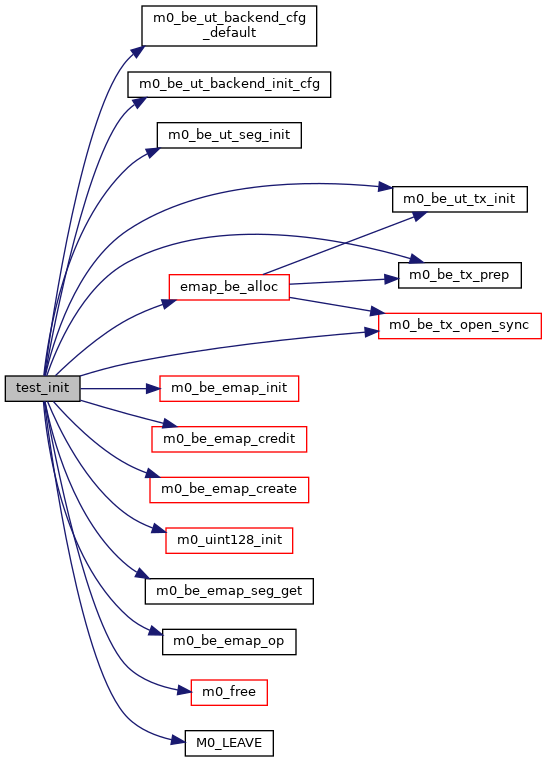 m0_be_ut_backend_cfg
_default
m0_be_ut_backend_init_cfg
m0_be_ut_seg_init
m0_be_ut_tx_init
m0_be_tx_prep
emap_be_alloc
m0_be_tx_open_sync
test_init
m0_be_emap_init
m0_be_emap_credit
m0_be_emap_create
m0_uint128_init
m0_be_emap_seg_get
m0_be_emap_op
m0_free
M0_LEAVE